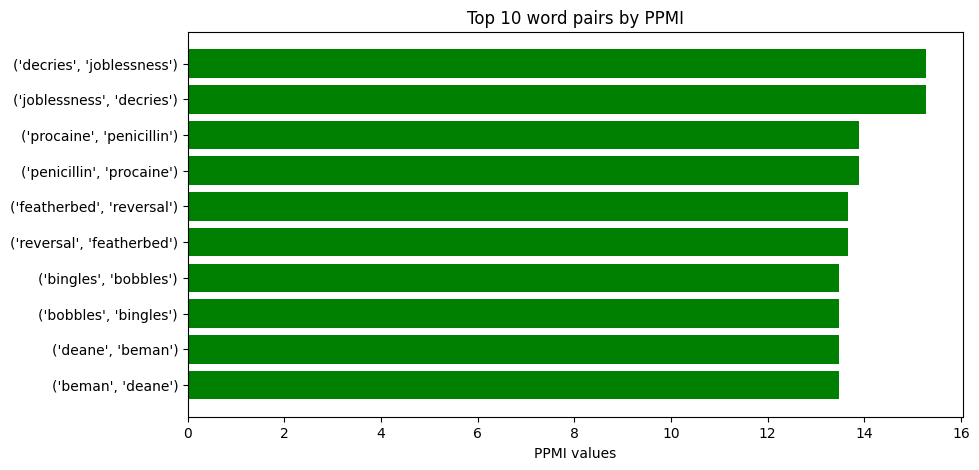 Top 10 word pairs by PPMI
('decries', 'joblessness')
('joblessness', 'decries')
('procaine', 'penicillin')
('penicillin', 'procaine')
('featherbed', 'reversal')
('reversal', 'featherbed')
('bingles', 'bobbles')
('bobbles', 'bingles')
('deane', 'beman')
('beman', 'deane')
0 2 4 6 8 10 12 14 16
PPMI values